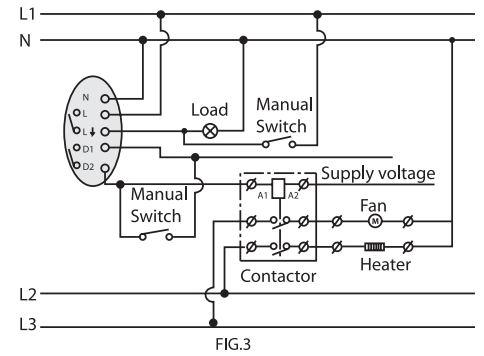 L1
N
N
L
L
D1
D2
Load
Manual
Switch
Supply voltage
A1
A2
Manual
Switch
Fan
M
Heater
Contactor
L2
L3
FIG.3